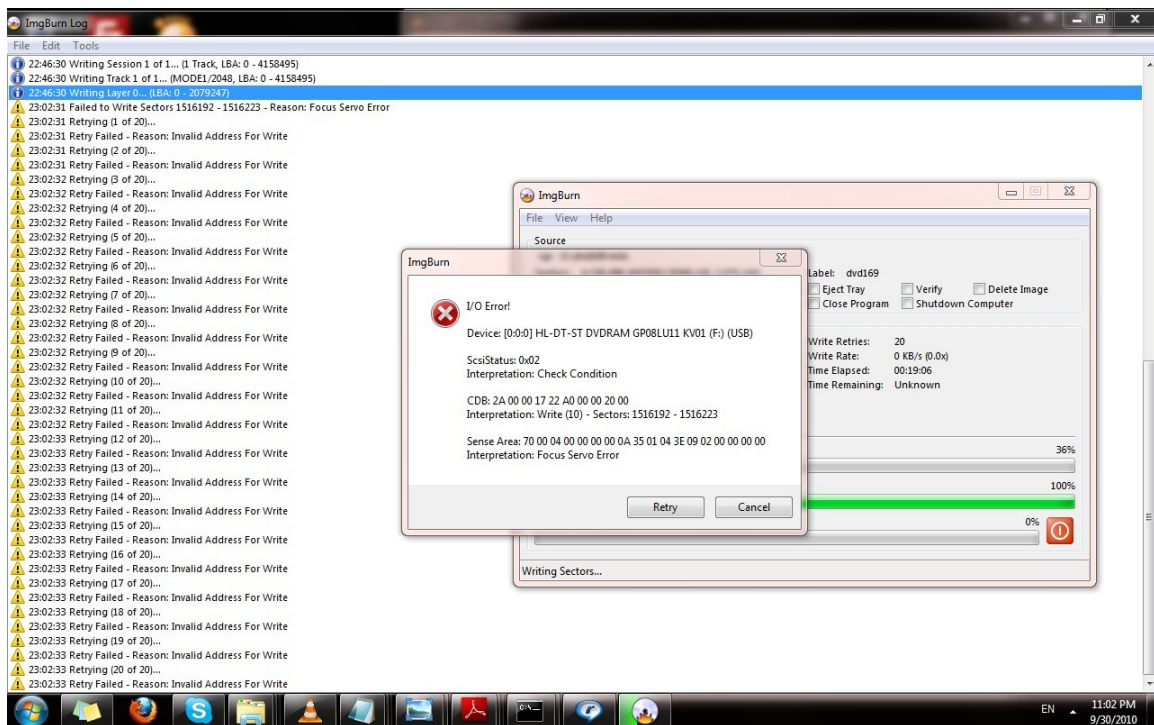 ImgBurn Log
File Edit Tools
22:46:30 Writing Session 1 of 1... (1 Track, LBA: 0 - 4158495)
22:46:30 Writing Track 1 of 1... (MODE1/2048, LBA: 0 - 4158495)
22:46:30 Writing Layer 0... (LBA: 0 - 2079247)
23:02:31 Failed to Write Sectors 1516192 - 1516223 - Reason: Focus Servo Error
23:02:31 Retrying (1 of 20)...
23:02:31 Retry Failed - Reason: Invalid Address For Write
23:02:31 Retrying (2 of 20)...
23:02:31 Retry Failed - Reason: Invalid Address For Write
23:02:32 Retrying (3 of 20)...
23:02:32 Retry Failed - Reason: Invalid Address For Write
23:02:32 Retrying (4 of 20)...
23:02:32 Retry Failed - Reason: Invalid Address For Write
23:02:32 Retrying (5 of 20)...
23:02:32 Retry Failed - Reason: Invalid Address For Write
23:02:32 Retrying (6 of 20)...
23:02:32 Retry Failed - Reason: Invalid Address For Write
23:02:32 Retrying (7 of 20)...
23:02:32 Retry Failed - Reason: Invalid Address For Write
23:02:32 Retrying (8 of 20)...
23:02:32 Retry Failed - Reason: Invalid Address For Write
23:02:32 Retrying (9 of 20)...
23:02:32 Retry Failed - Reason: Invalid Address For Write
23:02:32 Retrying (10 of 20)...
23:02:32 Retry Failed - Reason: Invalid Address For Write
23:02:32 Retrying (11 of 20)...
23:02:33 Retry Failed - Reason: Invalid Address For Write
23:02:33 Retrying (12 of 20)...
23:02:33 Retry Failed - Reason: Invalid Address For Write
23:02:33 Retrying (13 of 20)...
23:02:33 Retry Failed - Reason: Invalid Address For Write
23:02:33 Retrying (14 of 20)...
23:02:33 Retry Failed - Reason: Invalid Address For Write
23:02:33 Retrying (15 of 20)...
23:02:33 Retry Failed - Reason: Invalid Address For Write
23:02:33 Retrying (16 of 20)...
23:02:33 Retry Failed - Reason: Invalid Address For Write
23:02:33 Retrying (17 of 20)...
23:02:33 Retry Failed - Reason: Invalid Address For Write
23:02:33 Retrying (18 of 20)...
23:02:33 Retry Failed - Reason: Invalid Address For Write
23:02:33 Retrying (19 of 20)...
23:02:33 Retry Failed - Reason: Invalid Address For Write
23:02:33 Retrying (20 of 20)...
23:02:33 Retry Failed - Reason: Invalid Address For Write
ImgBurn
File View Help
Source
Label: dvd169
Eject Tray Verify Delete Image
Close Program Shutdown Computer
Write Retries: 20
Write Rate: 0 KB/s (0.0x)
Time Elapsed: 00:19:06
Time Remaining: Unknown
36%
100%
0%
Writing Sectors...
ImgBurn
I/O Error!
Device: [0:0:0] HL-DT-ST DVDRAM GP08LU11 KV01 (F:) (USB)
ScsiStatus: 0x02
Interpretation: Check Condition
CDB: 2A 00 00 17 22 A0 00 00 20 00
Interpretation: Write (10) - Sectors: 1516192 - 1516223
Sense Area: 70 00 04 00 00 00 00 0A 35 01 04 3E 09 02 00 00 00 00
Interpretation: Focus Servo Error
Retry Cancel
EN
11:02 PM
9/30/2010